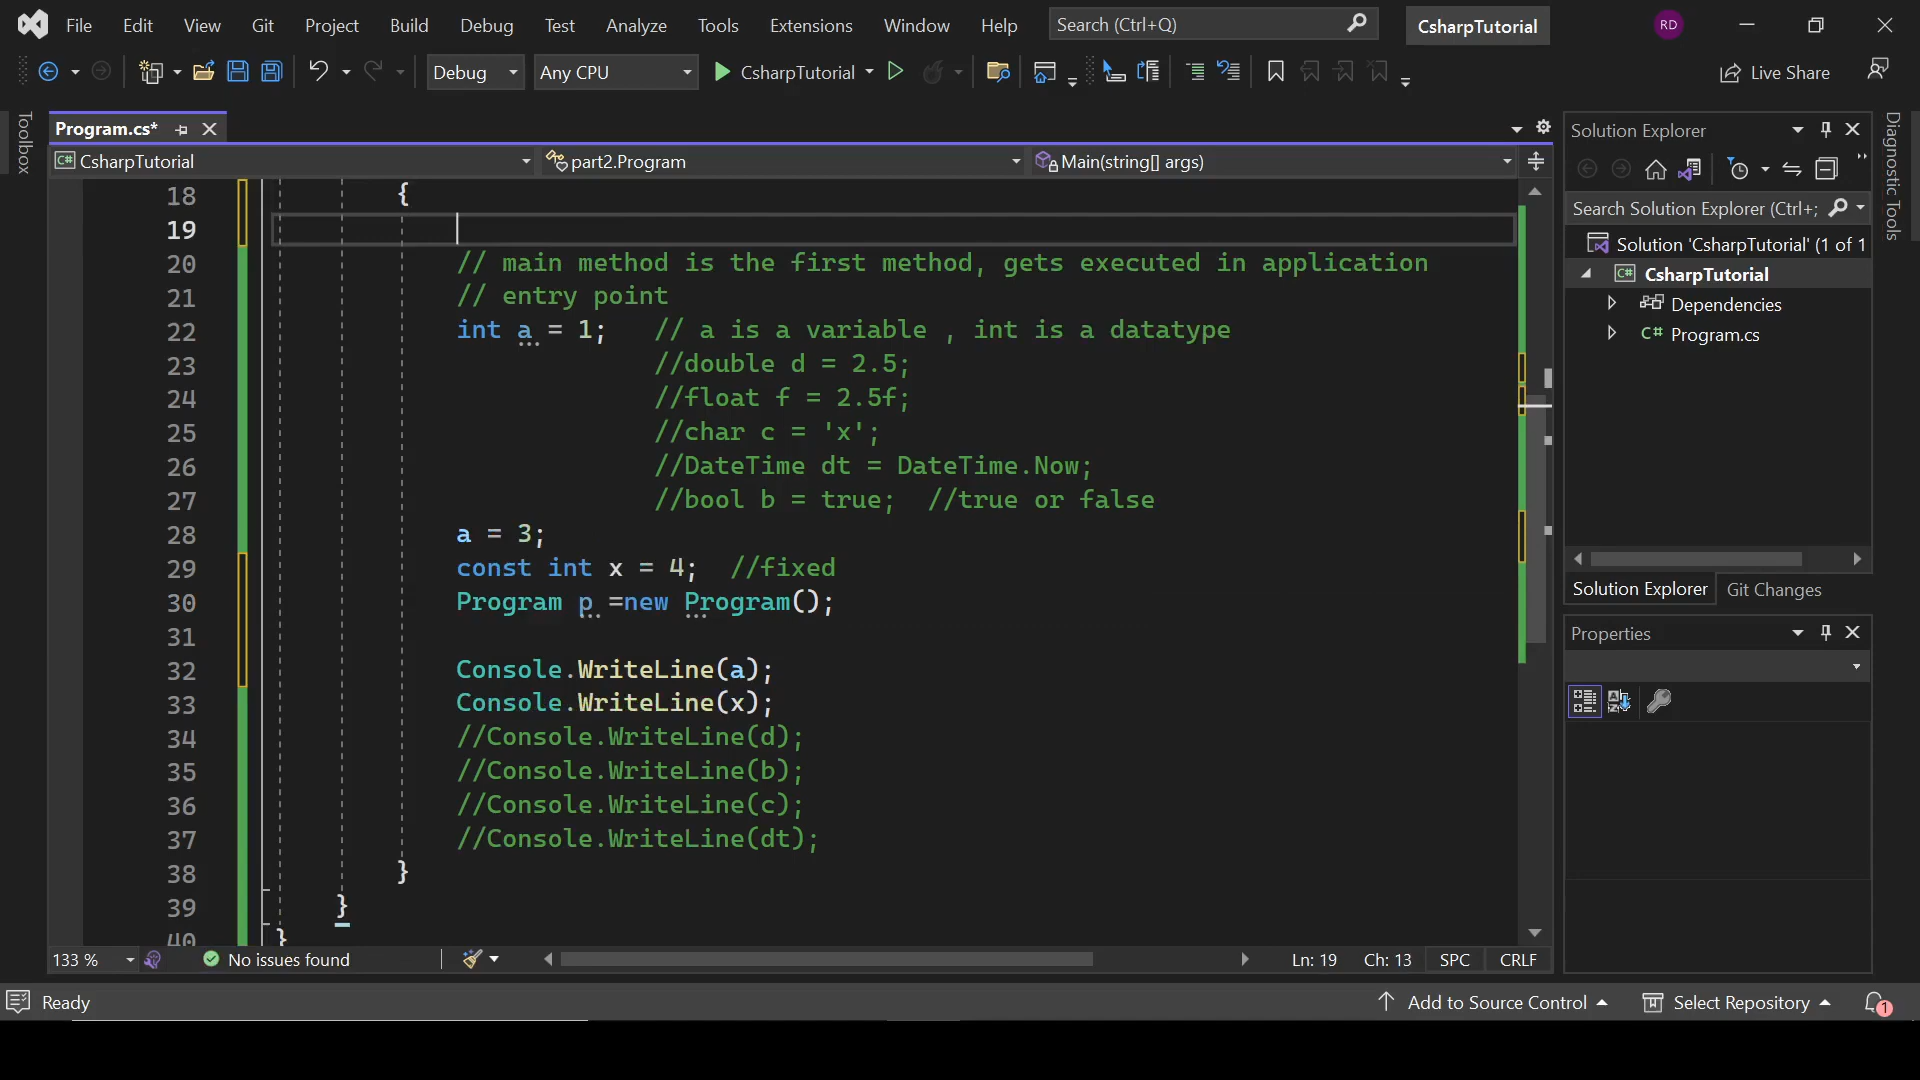 File Edit View Git Project Build Debug Test Analyze Tools Extensions Window Help Search (Ctrl+Q) CsharpTutorial RD
Debug Any CPU CsharpTutorial Live Share
Toolbox
Program.cs*
CsharpTutorial part2.Program Main(string[] args)
18 {
19
20 // main method is the first method, gets executed in application
21 // entry point
22 int a = 1; // a is a variable , int is a datatype
23 //double d = 2.5;
24 //float f = 2.5f;
25 //char c = 'x';
26 //DateTime dt = DateTime.Now;
27 //bool b = true; //true or false
28 a = 3;
29 const int x = 4; //fixed
30 Program p =new Program();
31
32 Console.WriteLine(a);
33 Console.WriteLine(x);
34 //Console.WriteLine(d);
35 //Console.WriteLine(b);
36 //Console.WriteLine(c);
37 //Console.WriteLine(dt);
38 }
39 }
40 }
133 % No issues found Ln: 19 Ch: 13 SPC CRLF
Solution Explorer
Search Solution Explorer (Ctrl+;
Solution 'CsharpTutorial' (1 of 1
C# CsharpTutorial
Dependencies
C# Program.cs
Solution Explorer Git Changes
Properties
Diagnostic Tools
Ready Add to Source Control Select Repository 1